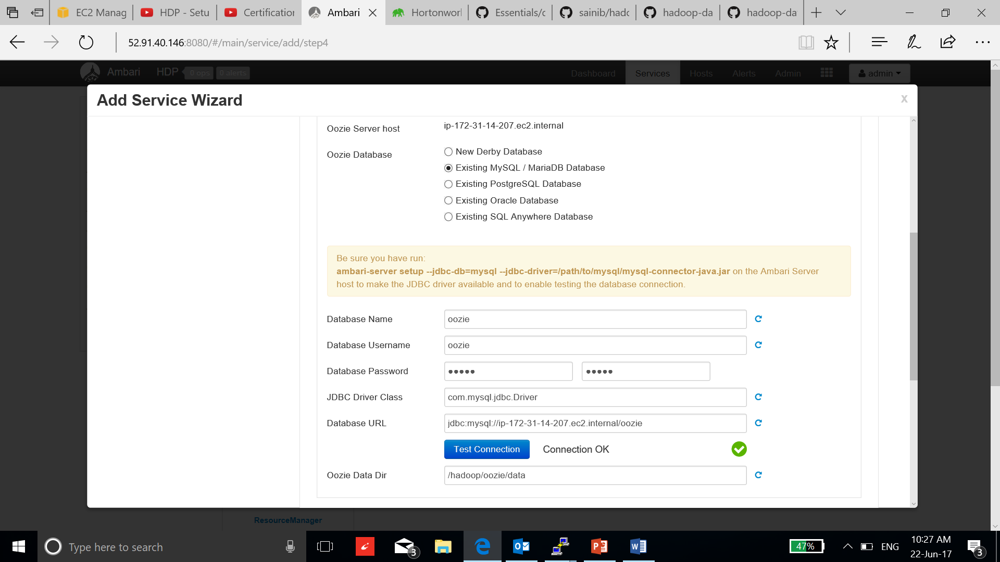 EC2 Manag
HDP - Setu
Certification
Ambari
Hortonwork
Essentials/c
sainib/hado
hadoop-da
hadoop-da
52.91.40.146:8080/#/main/service/add/step4
Ambari HDP 0 ops 0 alerts Dashboard Services Hosts Alerts Admin admin
Add Service Wizard
x
Oozie Server host ip-172-31-14-207.ec2.internal
Oozie Database
New Derby Database
Existing MySQL / MariaDB Database
Existing PostgreSQL Database
Existing Oracle Database
Existing SQL Anywhere Database
Be sure you have run:
ambari-server setup --jdbc-db=mysql --jdbc-driver=/path/to/mysql/mysql-connector-java.jar on the Ambari Server
host to make the JDBC driver available and to enable testing the database connection.
Database Name oozie
Database Username oozie
Database Password ••••• •••••
JDBC Driver Class com.mysql.jdbc.Driver
Database URL jdbc:mysql://ip-172-31-14-207.ec2.internal/oozie
Test Connection Connection OK
Oozie Data Dir /hadoop/oozie/data
ResourceManager
Type here to search
3
47%
ENG
10:27 AM
22-Jun-17
3